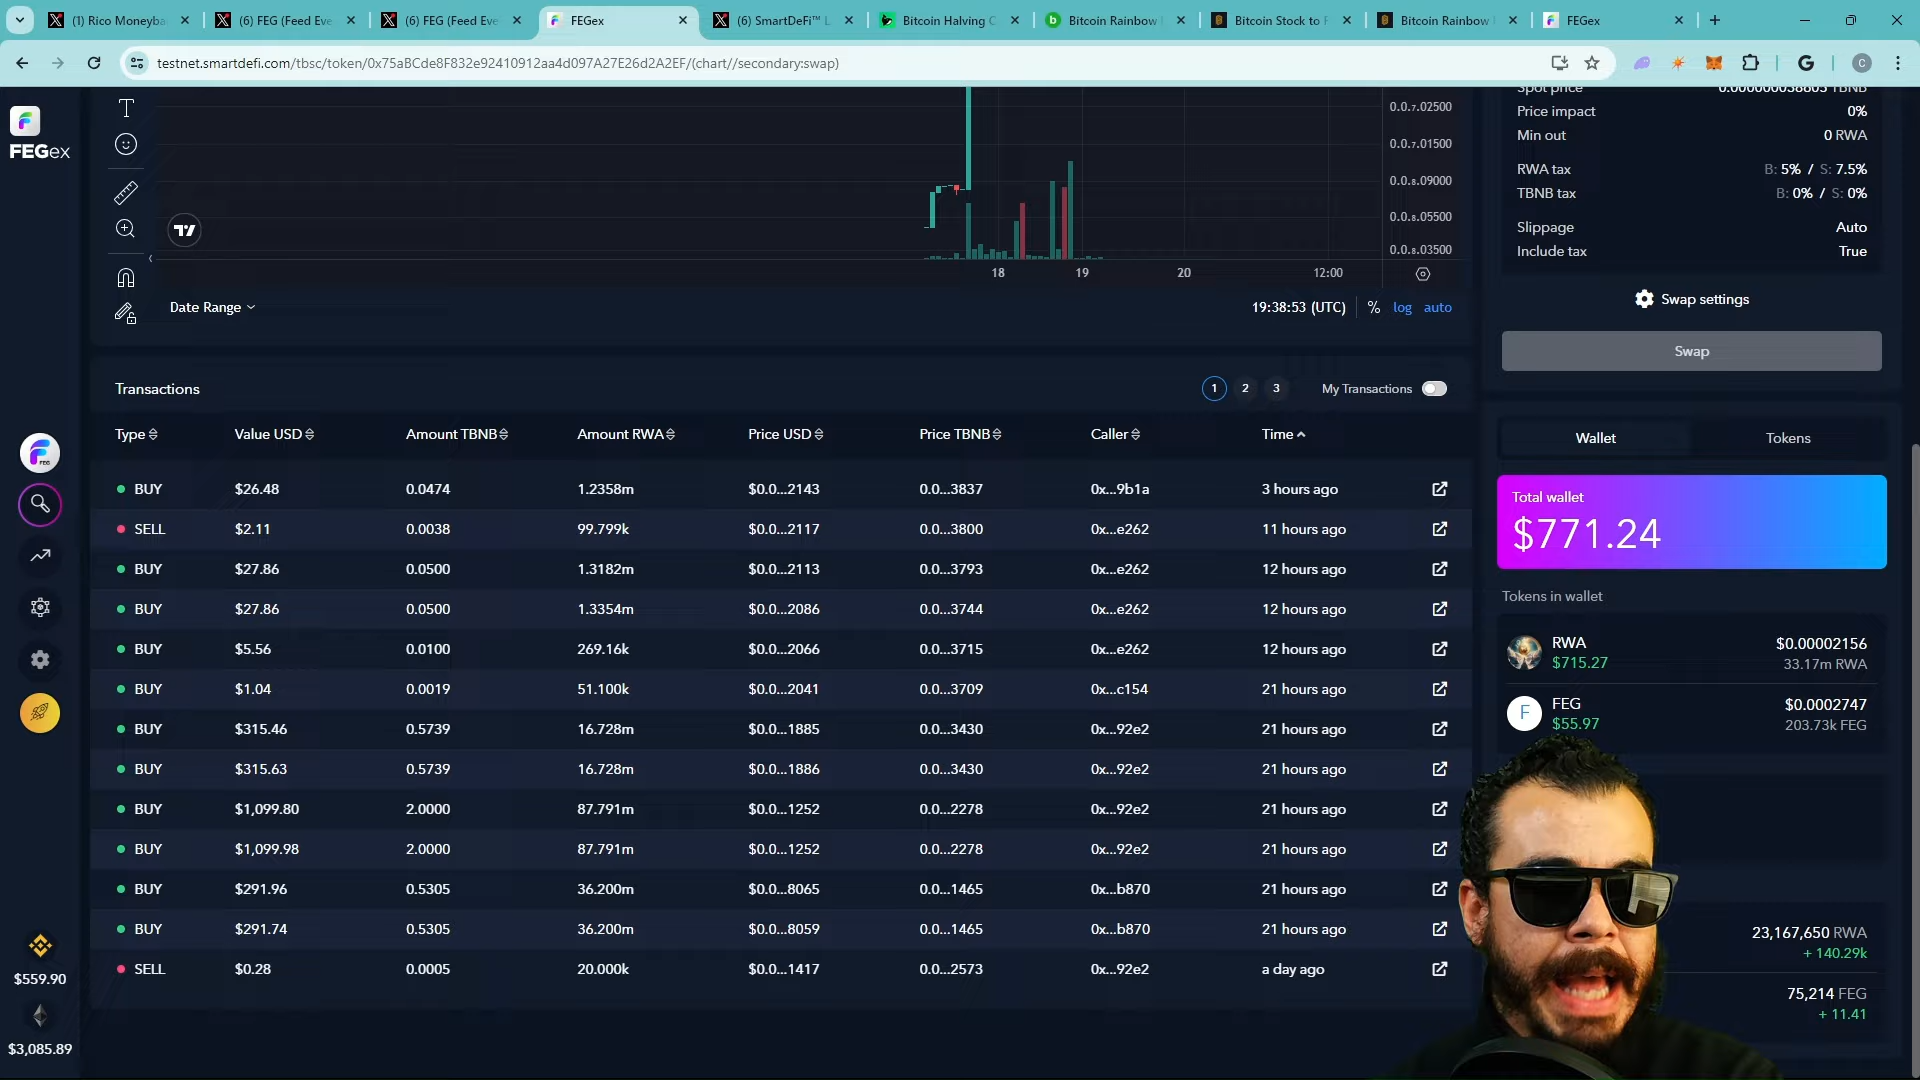 (1) Rico Moneyba
(6) FEG (Feed Eve
(6) FEG (Feed Eve
FEGex
(6) SmartDeFi™ L
Bitcoin Halving C
Bitcoin Rainbow
Bitcoin Stock to F
Bitcoin Rainbow
FEGex
testnet.smartdefi.com/tbsc/token/0x75aBCde8F832e92410912aa4d097A27E26d2A2EF/(chart//secondary:swap)
G
C
FEGex
T
0.0.₇.02500
0.0.₇.01500
0.0.₈.09000
0.0.₈.05500
0.0.₈.03500
18 19 20 12:00
Date Range
19:38:53 (UTC) % log auto
Spot price 0.000000038803 TBNB
Price impact 0%
Min out 0 RWA
RWA tax B: 5% / S: 7.5%
TBNB tax B: 0% / S: 0%
Slippage Auto
Include tax True
Swap settings
Swap
Transactions 1 2 3 My Transactions
Type Value USD Amount TBNB Amount RWA Price USD Price TBNB Caller Time
BUY $26.48 0.0474 1.2358m $0.0...2143 0.0...3837 0x...9b1a 3 hours ago
SELL $2.11 0.0038 99.799k $0.0...2117 0.0...3800 0x...e262 11 hours ago
BUY $27.86 0.0500 1.3182m $0.0...2113 0.0...3793 0x...e262 12 hours ago
BUY $27.86 0.0500 1.3354m $0.0...2086 0.0...3744 0x...e262 12 hours ago
BUY $5.56 0.0100 269.16k $0.0...2066 0.0...3715 0x...e262 12 hours ago
BUY $1.04 0.0019 51.100k $0.0...2041 0.0...3709 0x...c154 21 hours ago
BUY $315.46 0.5739 16.728m $0.0...1885 0.0...3430 0x...92e2 21 hours ago
BUY $315.63 0.5739 16.728m $0.0...1886 0.0...3430 0x...92e2 21 hours ago
BUY $1,099.80 2.0000 87.791m $0.0...1252 0.0...2278 0x...92e2 21 hours ago
BUY $1,099.98 2.0000 87.791m $0.0...1252 0.0...2278 0x...92e2 21 hours ago
BUY $291.96 0.5305 36.200m $0.0...8065 0.0...1465 0x...b870 21 hours ago
BUY $291.74 0.5305 36.200m $0.0...8059 0.0...1465 0x...b870 21 hours ago
SELL $0.28 0.0005 20.000k $0.0...1417 0.0...2573 0x...92e2 a day ago
Wallet Tokens
Total wallet
$771.24
Tokens in wallet
RWA $0.00002156
$715.27 33.17m RWA
F
FEG $0.0002747
$55.97 203.73k FEG
23,167,650 RWA
+ 140.29k
75,214 FEG
+ 11.41
FEG
$559.90
$3,085.89